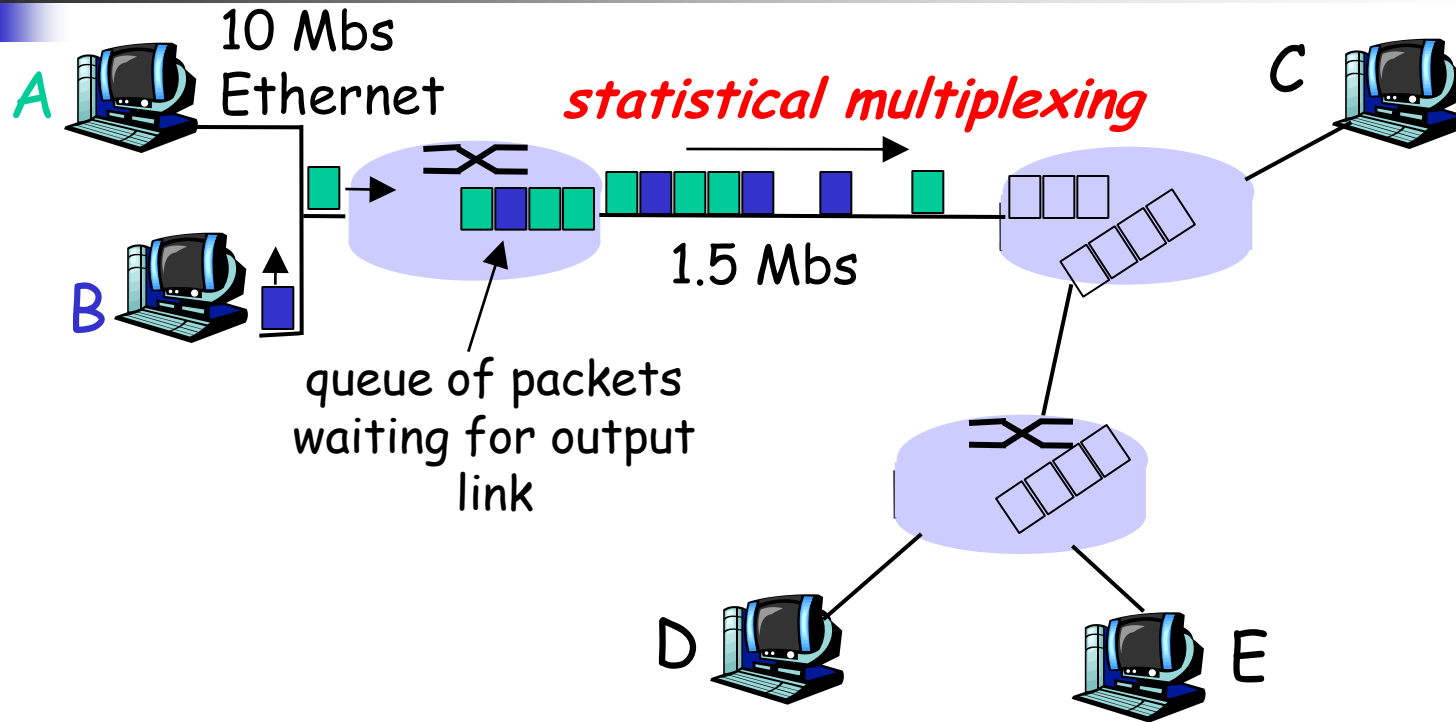 10 Mbs
Ethernet
A
statistical multiplexing
C
B
1.5 Mbs
queue of packets
waiting for output
link
D
E